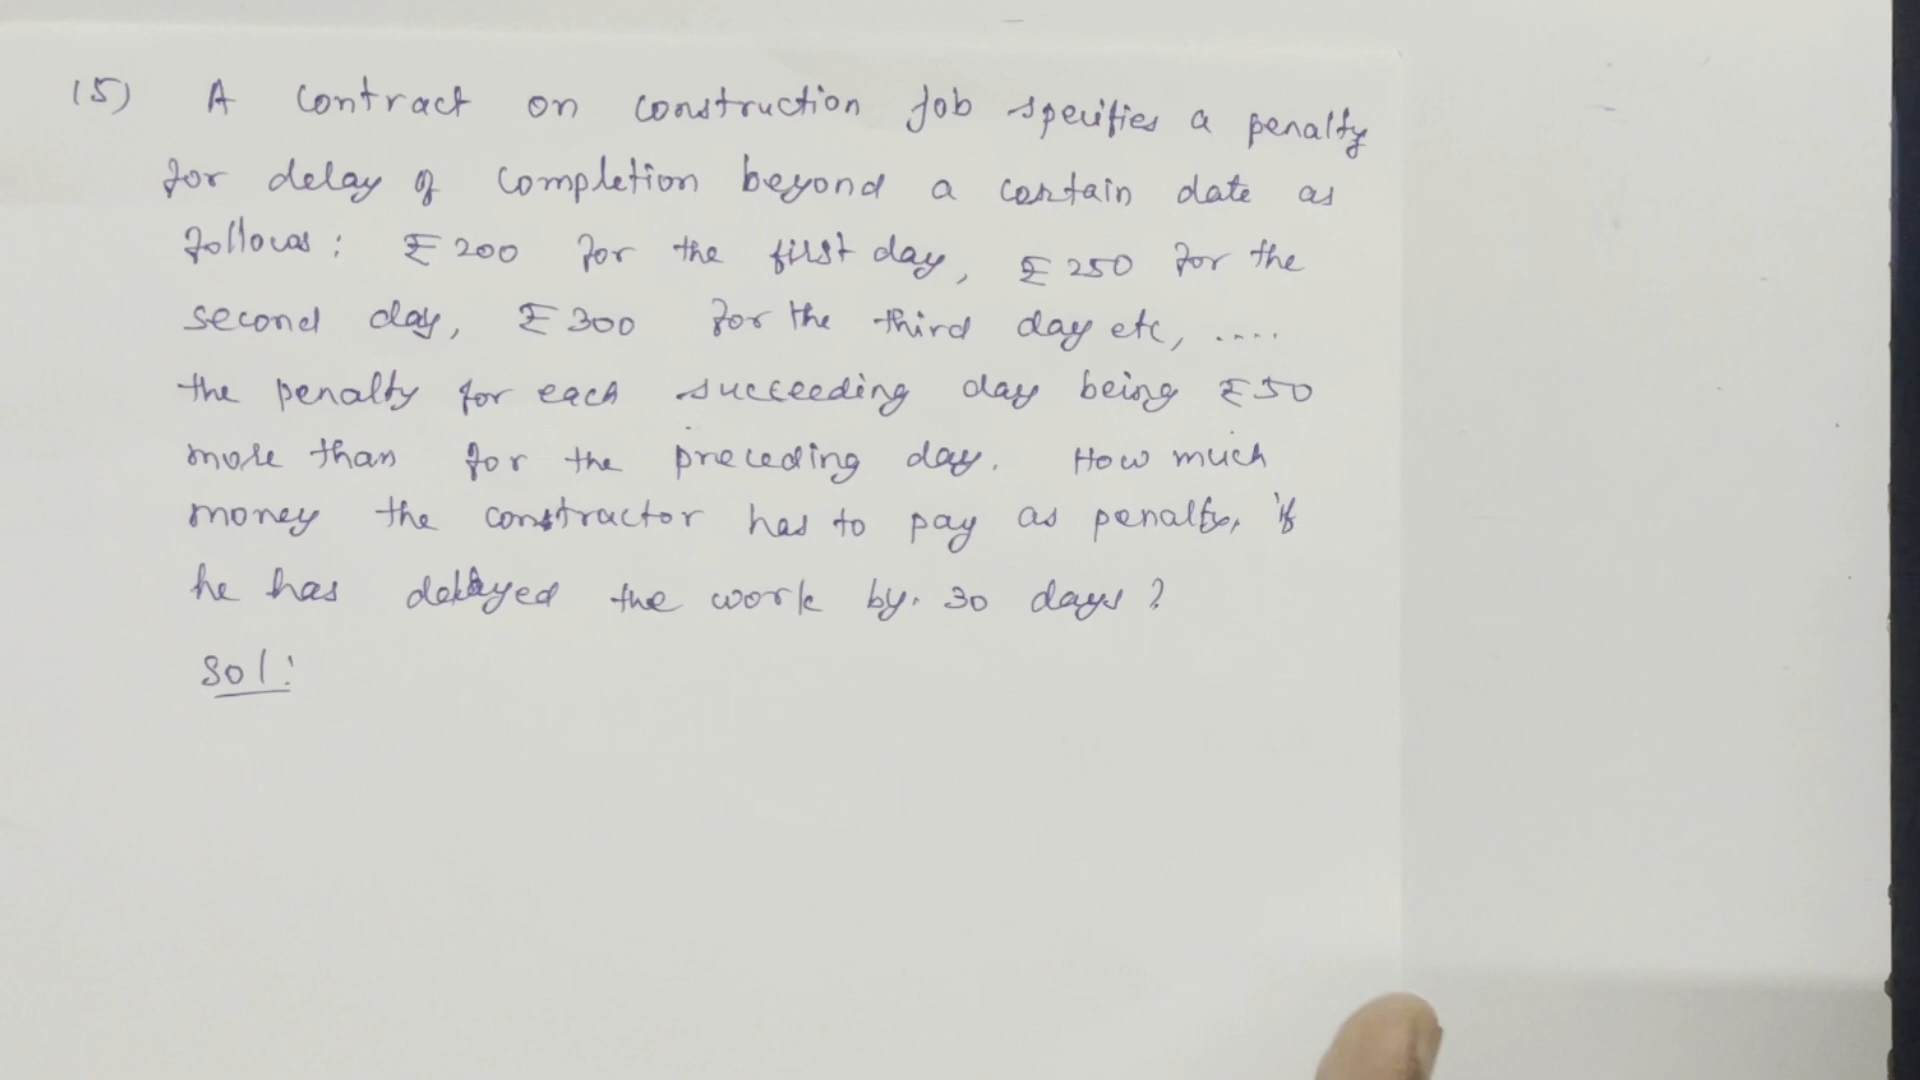 15) A contract on construction job specifies a penalty
for delay of completion beyond a certain date as
follows: ₹200 for the first day, ₹250 for the
second day, ₹300 for the third day etc, ....
the penalty for each succeeding day being ₹50
more than for the preceding day. How much
money the constractor has to pay as penalty, if
he has delayed the work by. 30 days?
Sol: